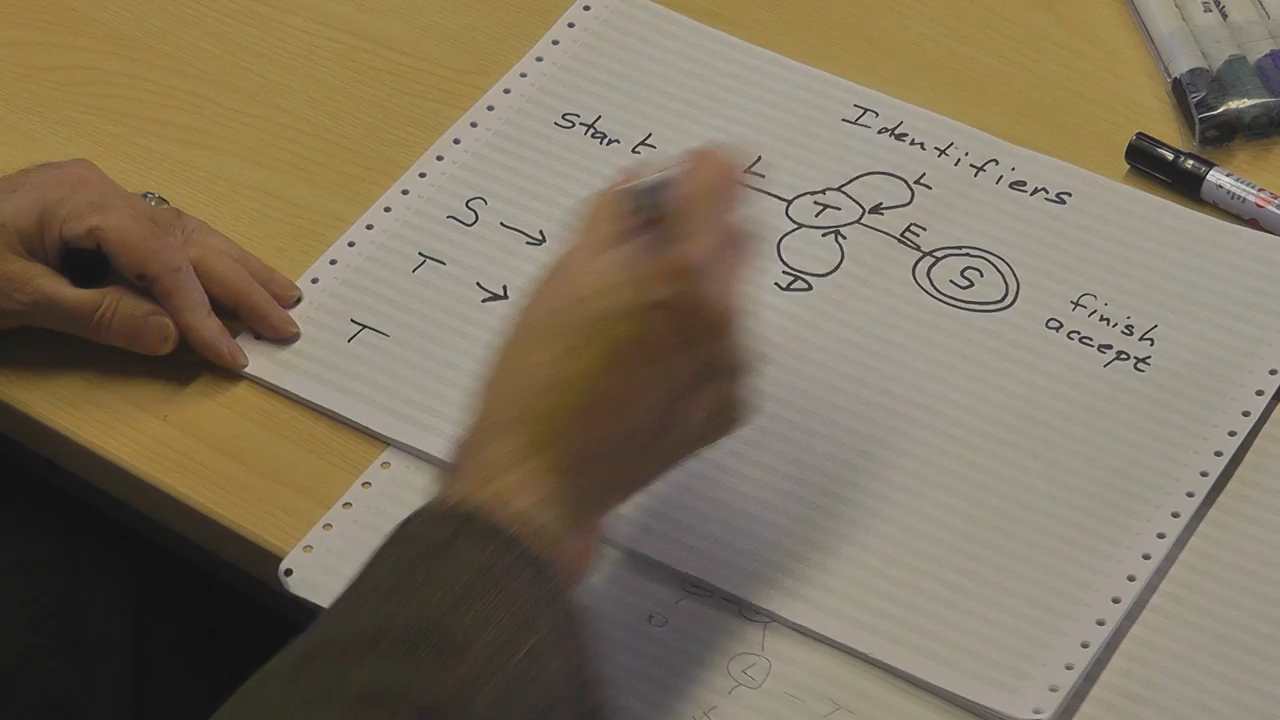 Identifiers
start
L
L
T
E
D
S
finish
accept
S →
T →
T
L